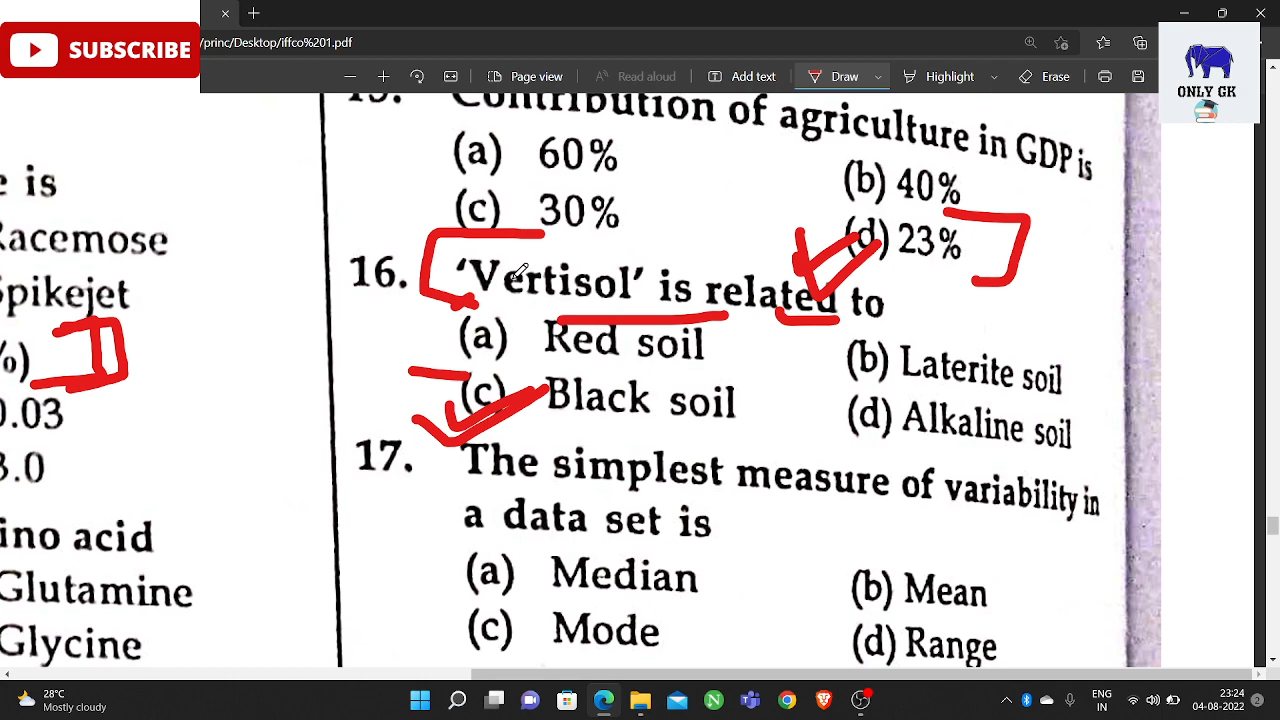 SUBSCRIBE
/princ/Desktop/iffco%201.pdf
Page view
Read aloud
Add text
Draw
Highlight
Erase
ONLY GK
15. Contribution of agriculture in GDP is
(a) 60%
(b) 40%
(c) 30%
(d) 23%
16. 'Vertisol' is related to
(a) Red soil
(b) Laterite soil
(c) Black soil
(d) Alkaline soil
17. The simplest measure of variability in
a data set is
(a) Median
(b) Mean
(c) Mode
(d) Range
e is
Racemose
Spikejet
%)
0.03
3.0
ino acid
Glutamine
Glycine
28°C
Mostly cloudy
ENG
IN
23:24
04-08-2022
2